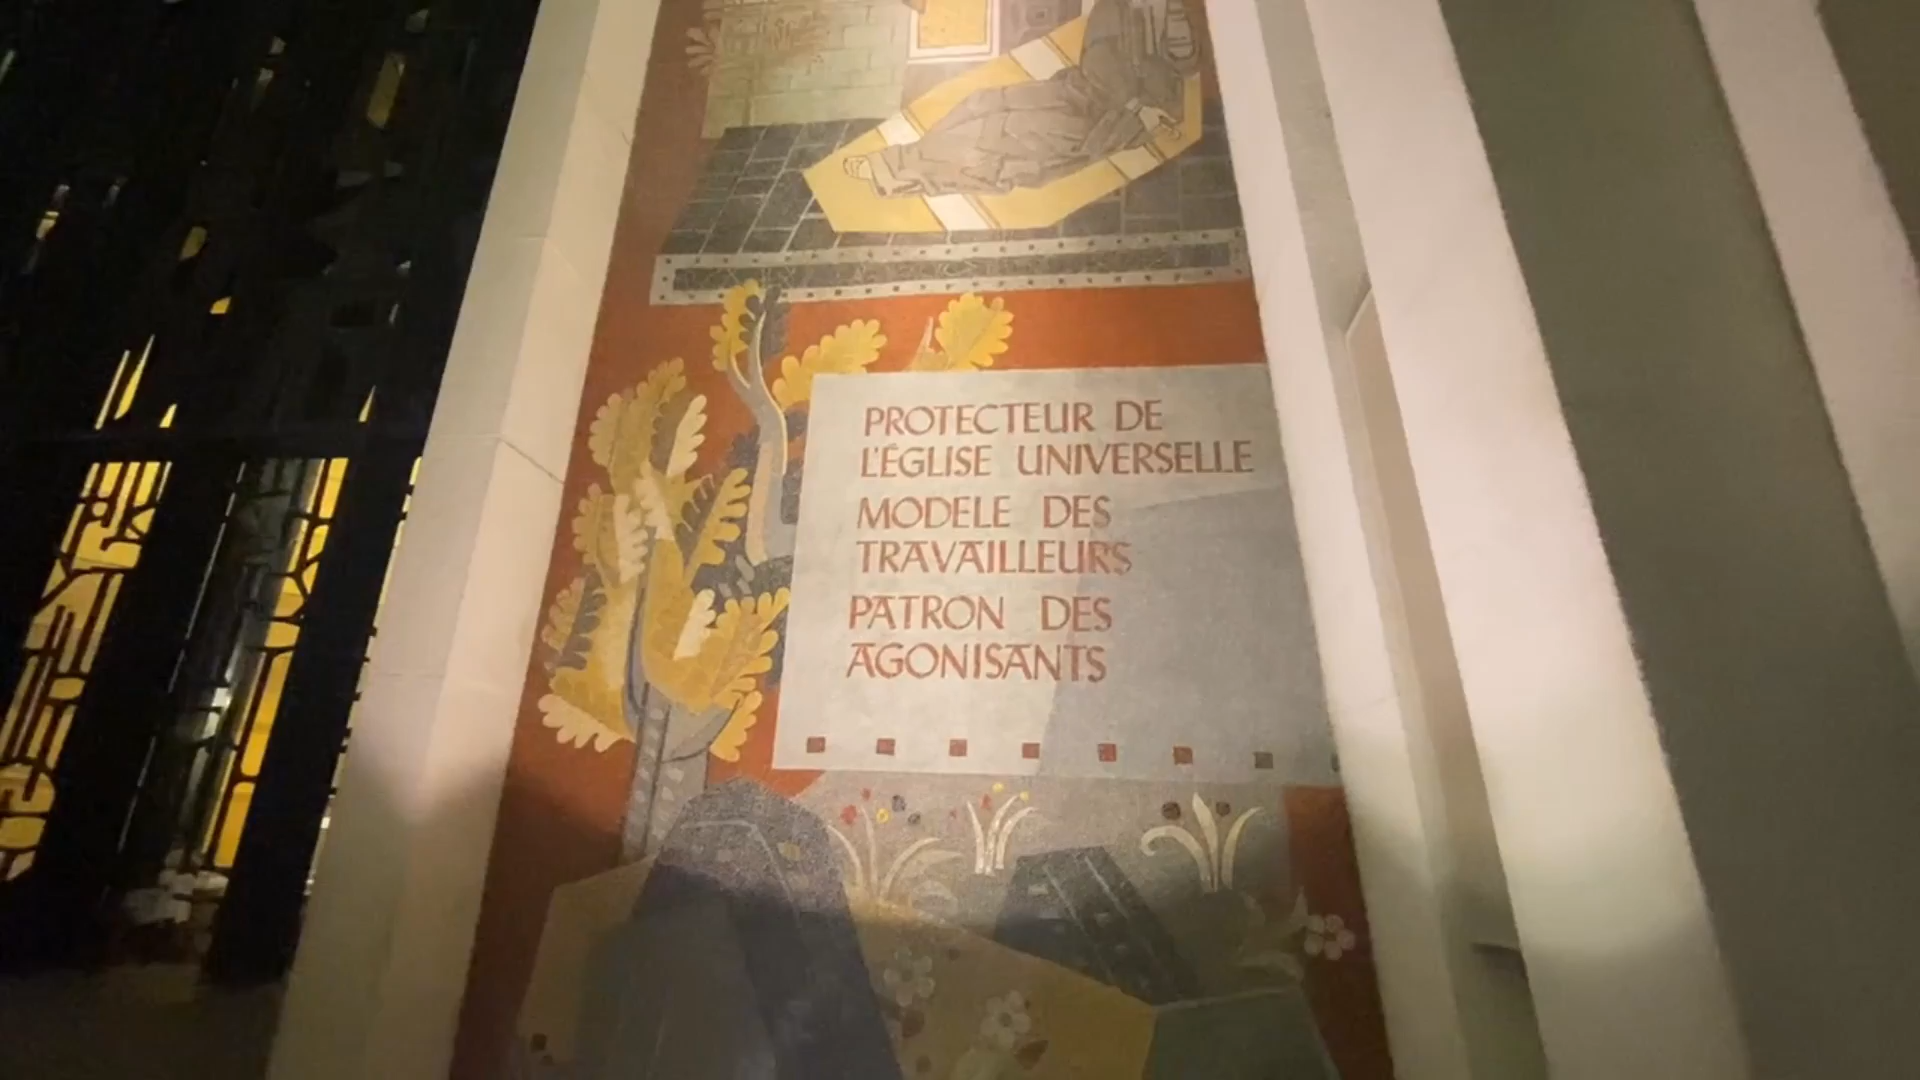 PROTECTEUR DE
L'ÉGLISE UNIVERSELLE
MODELE DES
TRAVAILLEURS
PATRON DES
AGONISANTS